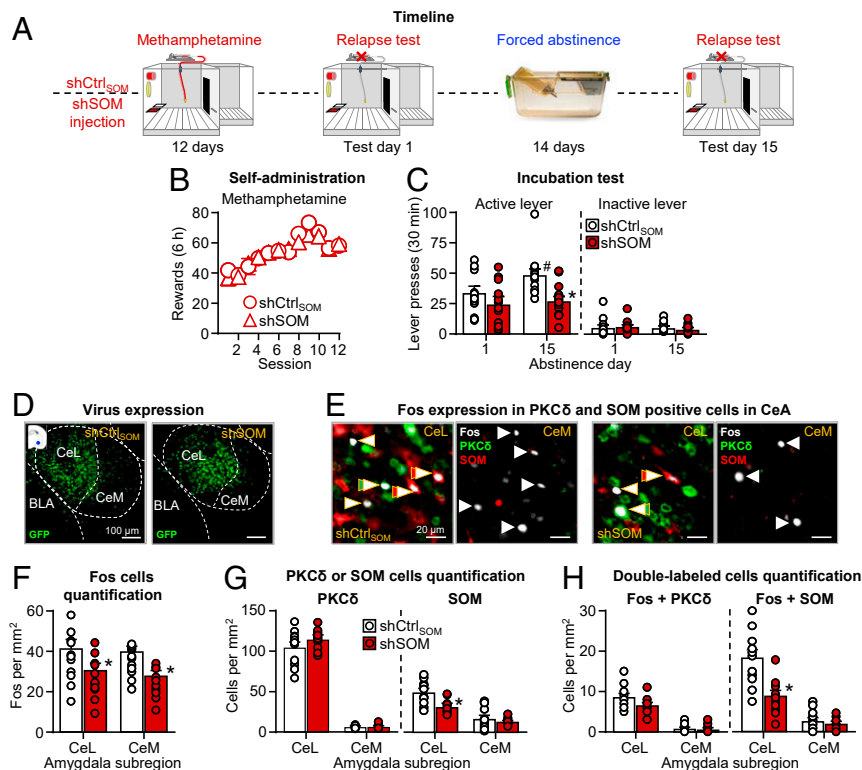 A
Timeline
Methamphetamine
Relapse test
Forced abstinence
Relapse test
shCtrlSOM
shSOM
injection
12 days
Test day 1
14 days
Test day 15
B
Self-administration
Methamphetamine
Rewards (6 h)
80
60
40
20
0
shCtrlSOM
shSOM
2 4 6 8 10 12
Session
C
Incubation test
Active lever
Inactive lever
Lever presses (30 min)
100
75
50
25
0
shCtrlSOM
shSOM
#
*
1 15 1 15
Abstinence day
D
Virus expression
shCtrlSOM
CeL
CeM
BLA
GFP
100 µm
shSOM
CeL
CeM
BLA
GFP
E
Fos expression in PKCδ and SOM positive cells in CeA
CeL
shCtrlSOM
20 µm
Fos
PKCδ
SOM
CeM
CeL
shSOM
Fos
PKCδ
SOM
CeM
F
Fos cells
quantification
Fos per mm²
60
40
20
0
*
*
CeL CeM
Amygdala subregion
G
PKCδ or SOM cells quantification
PKCδ
SOM
Cells per mm²
150
100
50
0
shCtrlSOM
shSOM
*
CeL CeM CeL CeM
Amygdala subregion
H
Double-labeled cells quantification
Fos + PKCδ
Fos + SOM
Cells per mm²
30
20
10
0
*
CeL CeM CeL CeM
Amygdala subregion